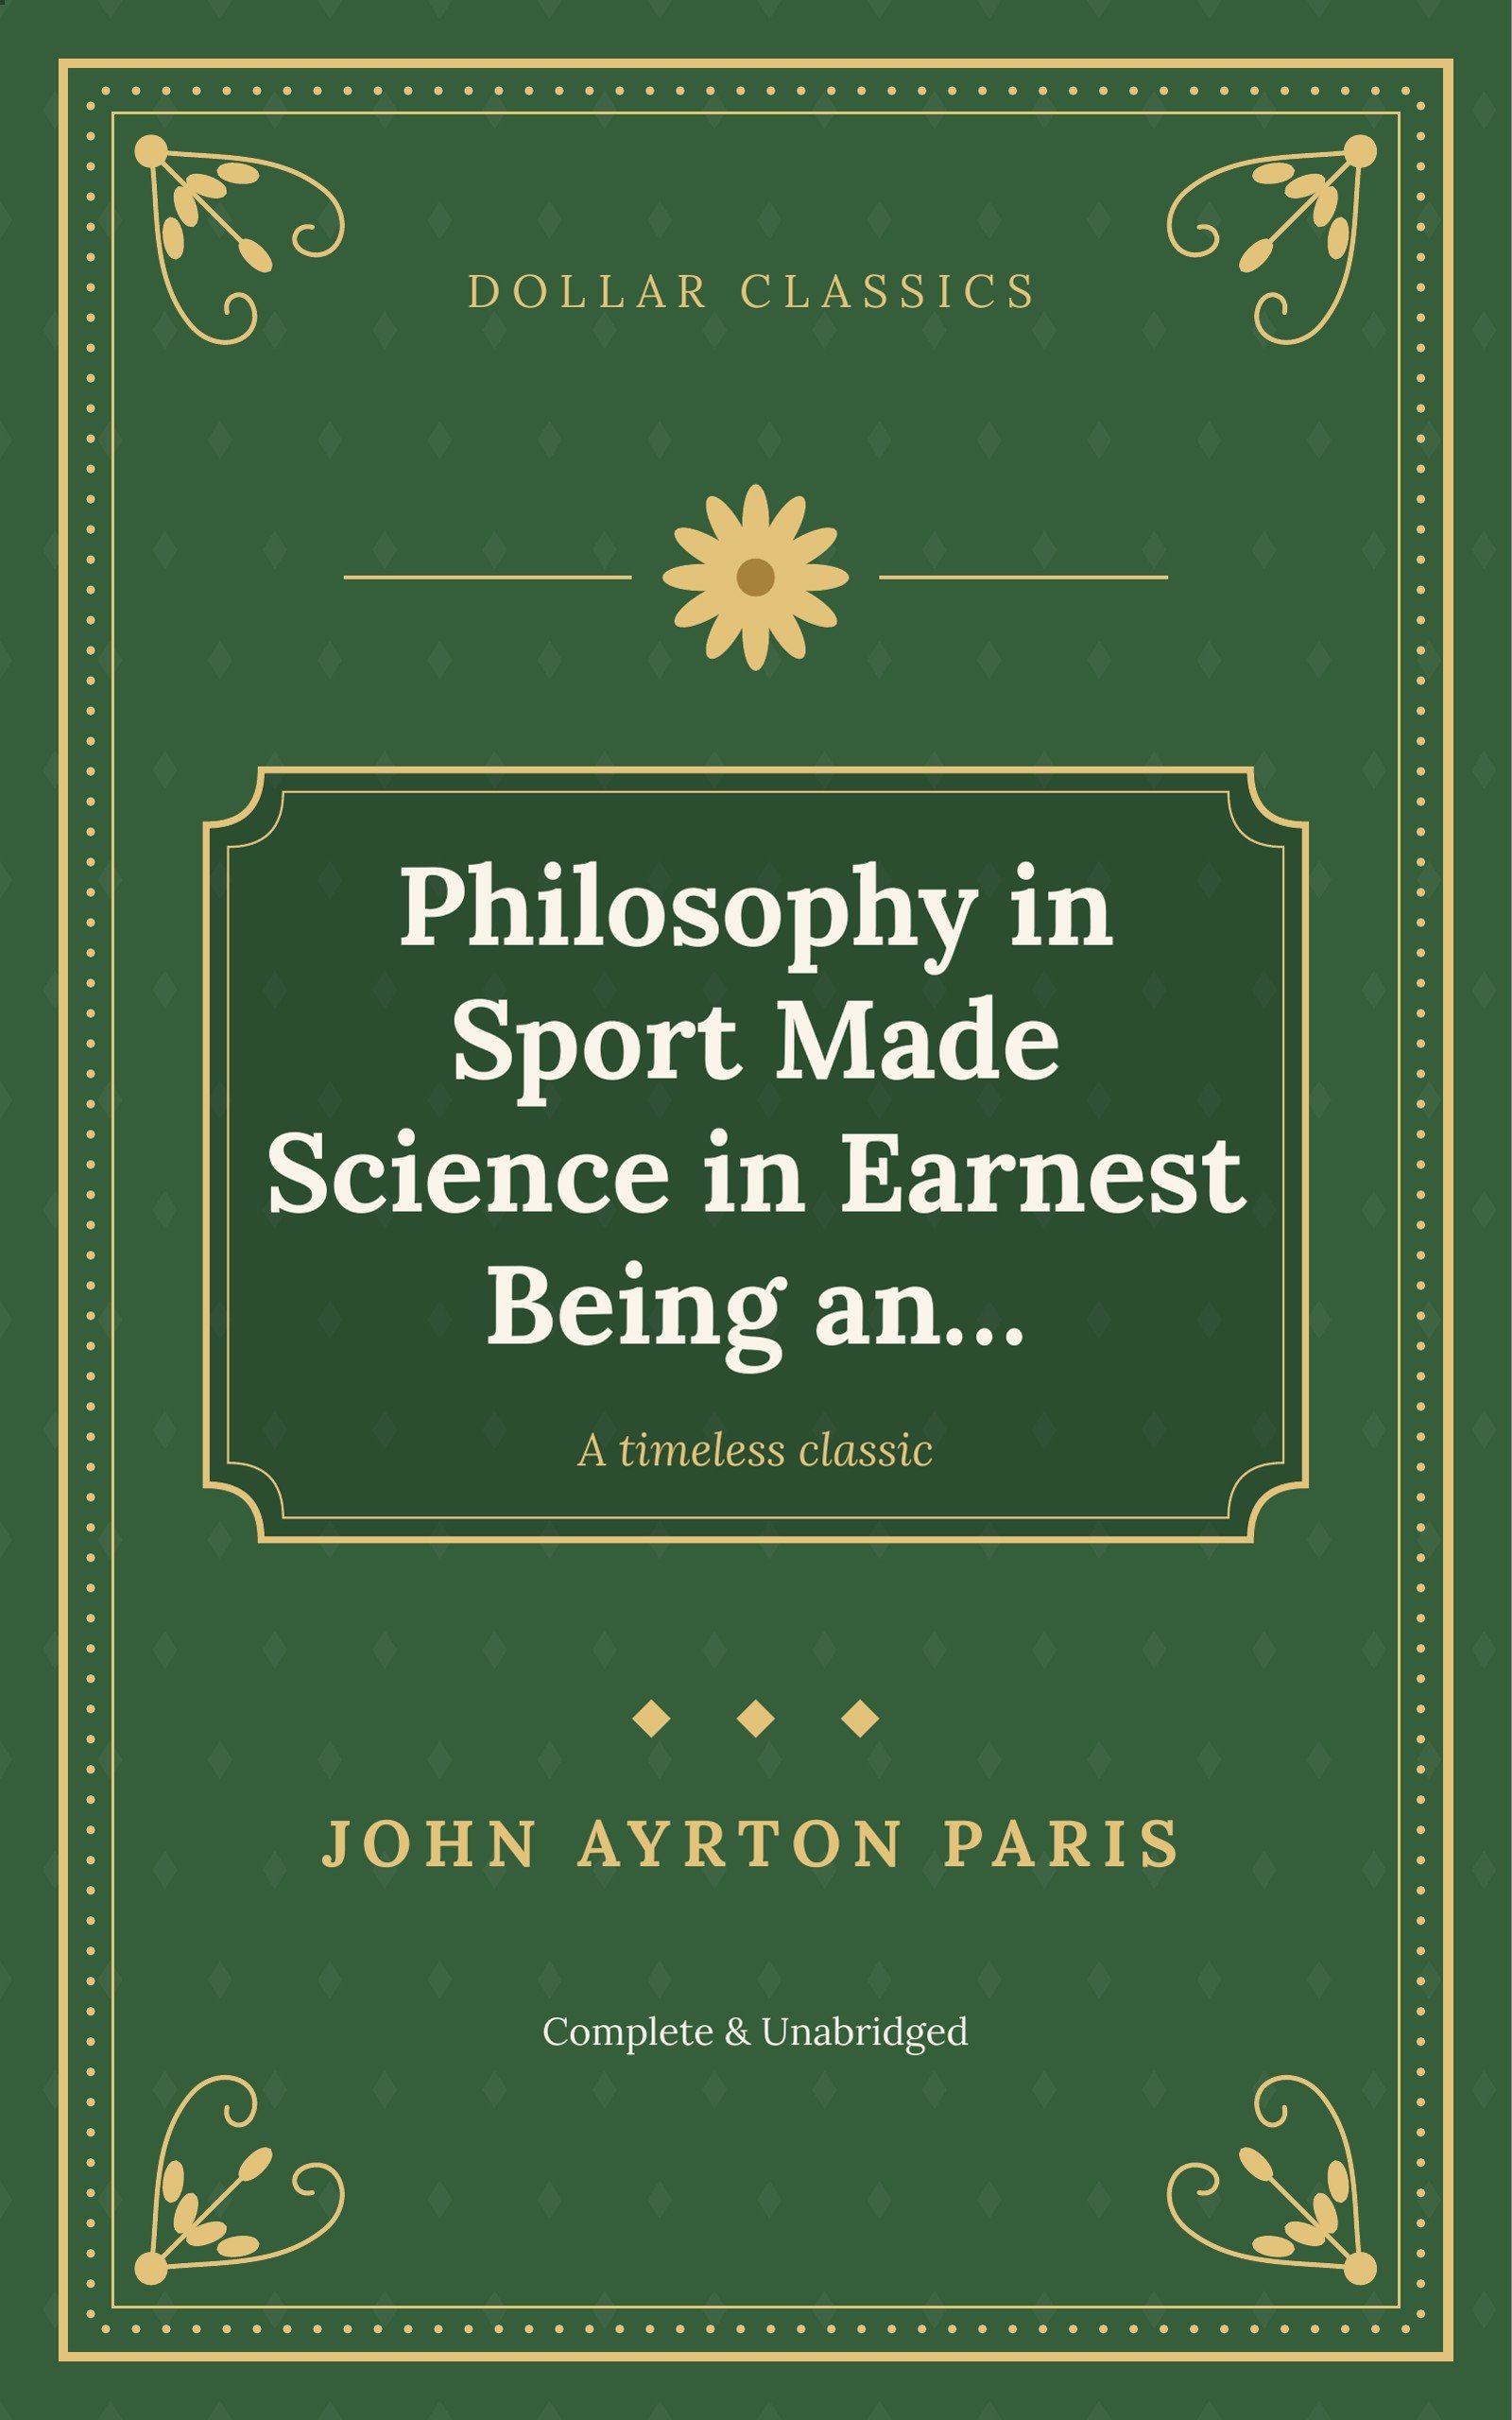 DOLLAR CLASSICS
Philosophy in
Sport Made
Science in Earnest
Being an...
A timeless classic
JOHN AYRTON PARIS
Complete & Unabridged